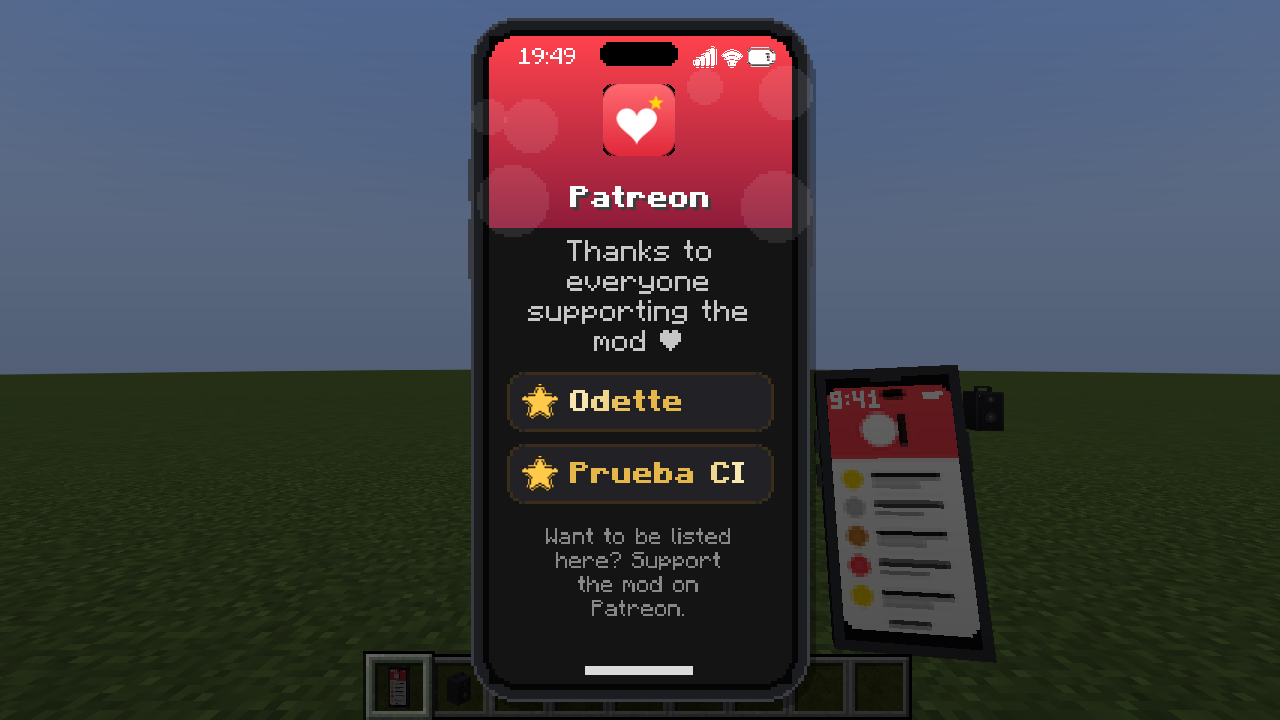 19:49
Patreon
Thanks to
everyone
supporting the
mod ♥
Odette
Prueba CI
Want to be listed
here? Support
the mod on
Patreon.
9:41